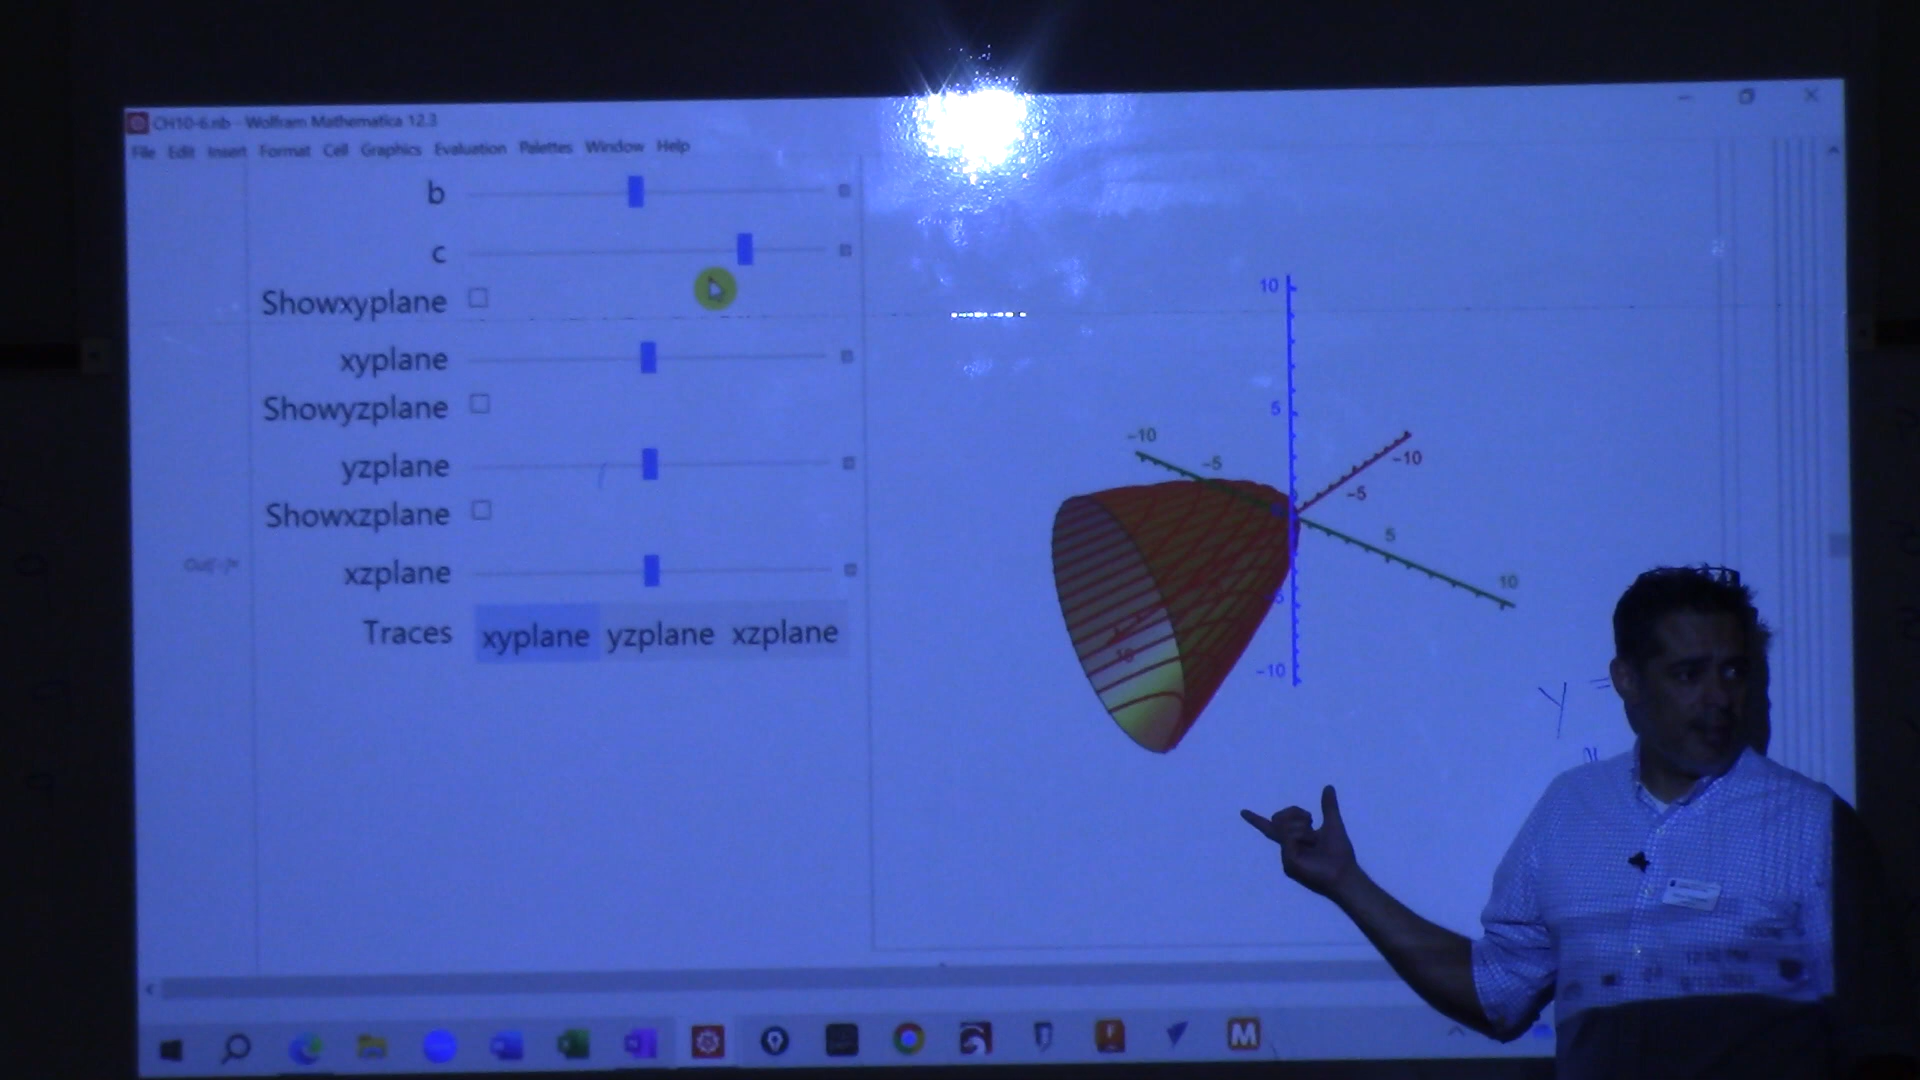 CH10-6.nb - Wolfram Mathematica 12.3
File Edit Insert Format Cell Graphics Evaluation Palettes Window Help
b
c
Showxyplane
xyplane
Showyzplane
yzplane
Showxzplane
xzplane
Traces xyplane yzplane xzplane
10
5
-10
-5
-10
-5
5
10
-10
10
y =
M